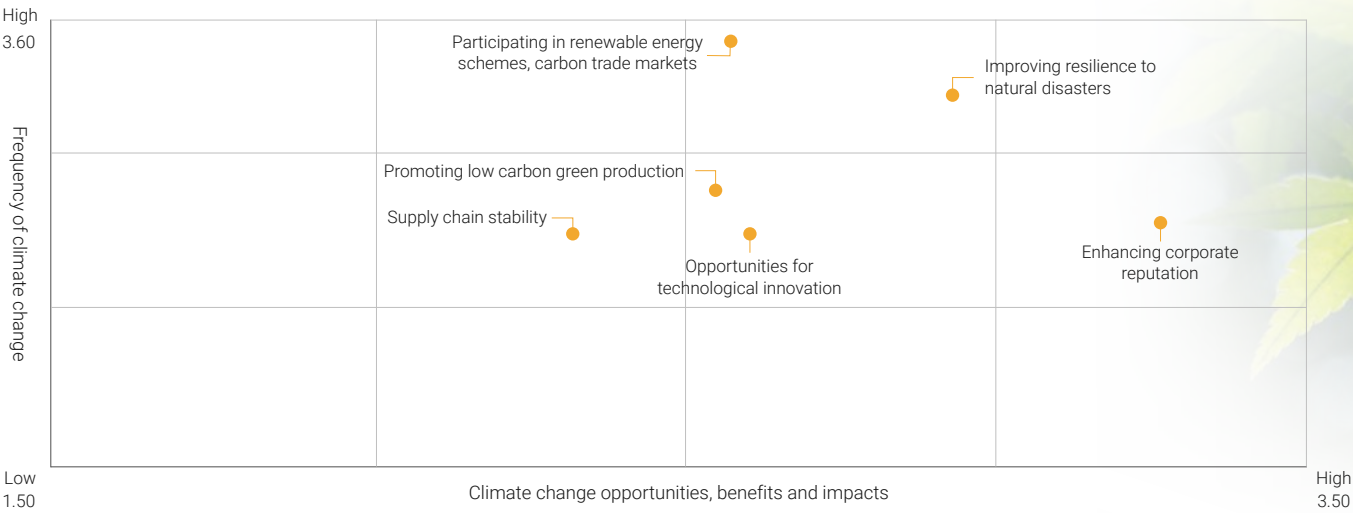 High
3.60
Participating in renewable energy
schemes, carbon trade markets
Improving resilience to
natural disasters
Frequency of climate change
Promoting low carbon green production
Supply chain stability
Opportunities for
technological innovation
Enhancing corporate
reputation
Low
1.50
Climate change opportunities, benefits and impacts
High
3.50